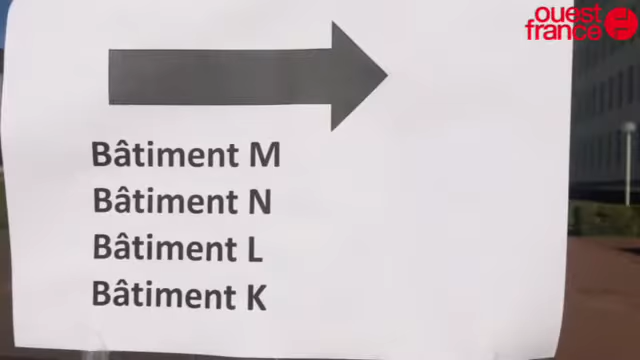 ouest
france
Bâtiment M
Bâtiment N
Bâtiment L
Bâtiment K